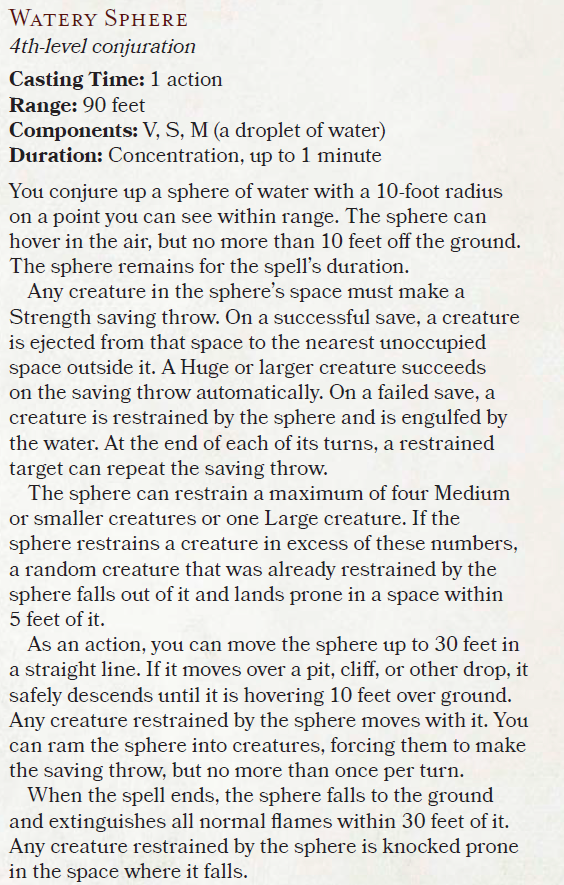 Watery Sphere
4th-level conjuration
Casting Time: 1 action
Range: 90 feet
Components: V, S, M (a droplet of water)
Duration: Concentration, up to 1 minute
You conjure up a sphere of water with a 10-foot radius
on a point you can see within range. The sphere can
hover in the air, but no more than 10 feet off the ground.
The sphere remains for the spell's duration.
Any creature in the sphere's space must make a
Strength saving throw. On a successful save, a creature
is ejected from that space to the nearest unoccupied
space outside it. A Huge or larger creature succeeds
on the saving throw automatically. On a failed save, a
creature is restrained by the sphere and is engulfed by
the water. At the end of each of its turns, a restrained
target can repeat the saving throw.
The sphere can restrain a maximum of four Medium
or smaller creatures or one Large creature. If the
sphere restrains a creature in excess of these numbers,
a random creature that was already restrained by the
sphere falls out of it and lands prone in a space within
5 feet of it.
As an action, you can move the sphere up to 30 feet in
a straight line. If it moves over a pit, cliff, or other drop, it
safely descends until it is hovering 10 feet over ground.
Any creature restrained by the sphere moves with it. You
can ram the sphere into creatures, forcing them to make
the saving throw, but no more than once per turn.
When the spell ends, the sphere falls to the ground
and extinguishes all normal flames within 30 feet of it.
Any creature restrained by the sphere is knocked prone
in the space where it falls.